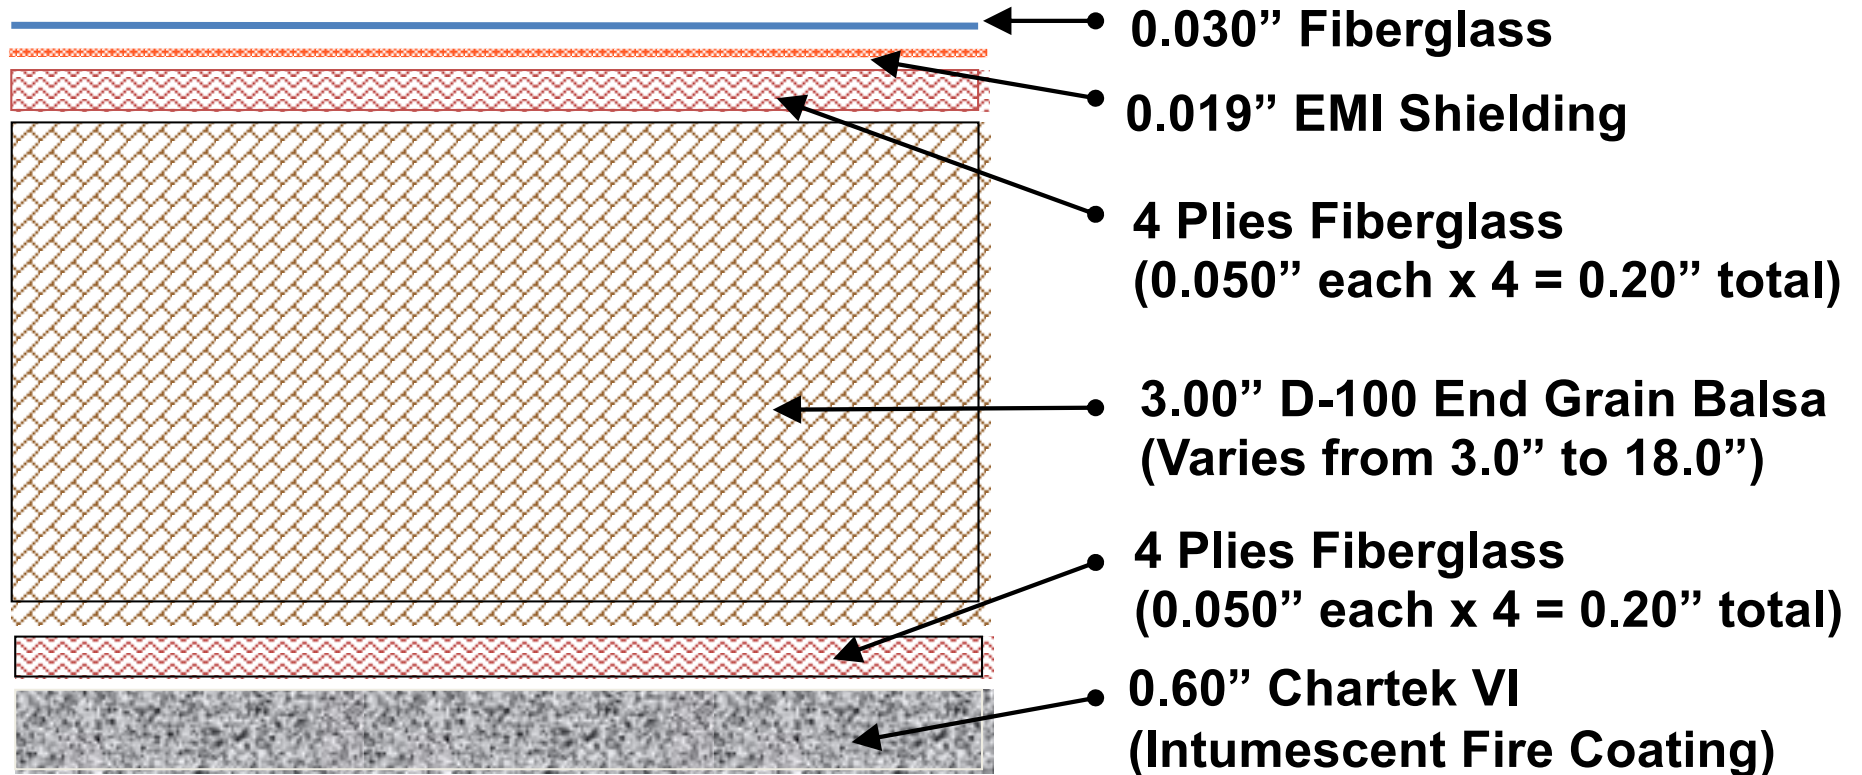 0.030” Fiberglass
0.019” EMI Shielding
4 Plies Fiberglass
(0.050” each x 4 = 0.20” total)
3.00” D-100 End Grain Balsa
(Varies from 3.0” to 18.0”)
4 Plies Fiberglass
(0.050” each x 4 = 0.20” total)
0.60” Chartek VI
(Intumescent Fire Coating)